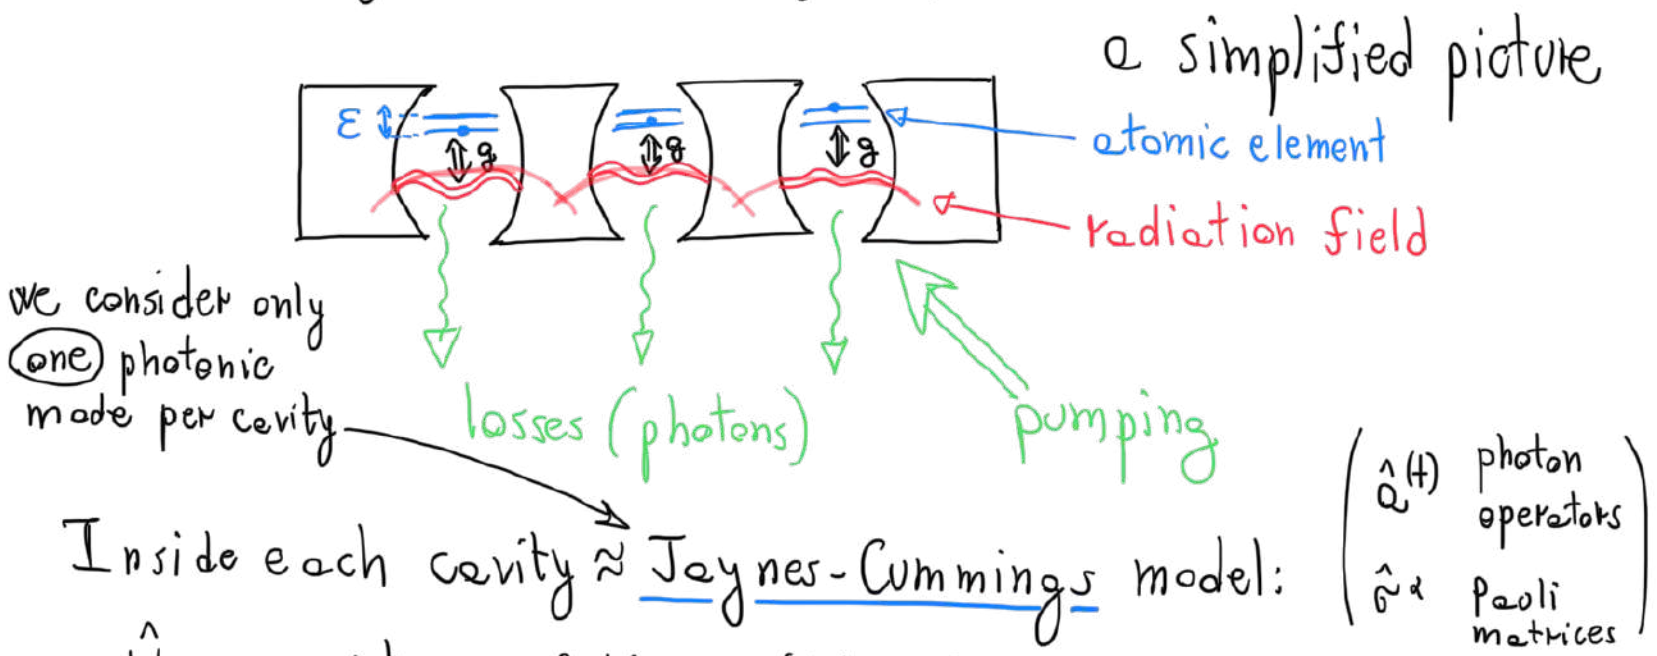 a simplified picture
ε
g
g
g
atomic element
radiation field
we consider only
one photonic
mode per cavity
losses (photons)
pumping
Inside each cavity ≈ Jaynes-Cummings model:
â(†) photon
operators
σ̂α Pauli
matrices